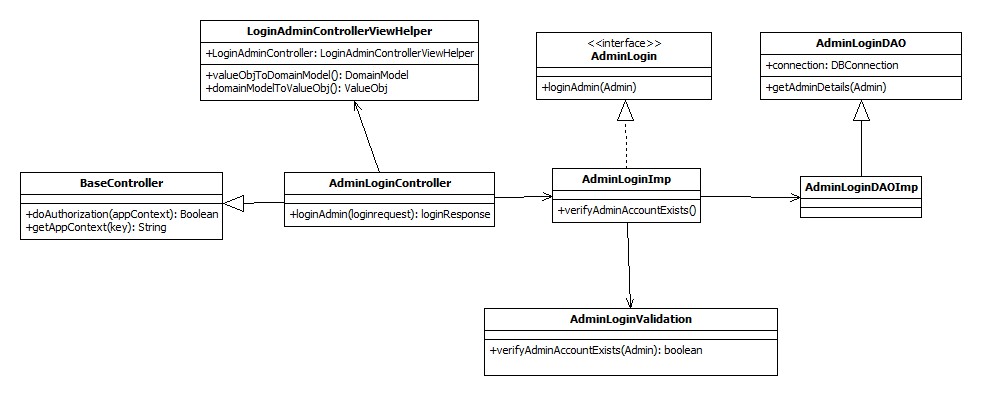 LoginAdminControllerViewHelper
+LoginAdminController: LoginAdminControllerViewHelper
+valueObjToDomainModel(): DomainModel
+domainModelToValueObj(): ValueObj
<<interface>>
AdminLogin
+loginAdmin(Admin)
AdminLoginDAO
+connection: DBConnection
+getAdminDetails(Admin)
BaseController
+doAuthorization(appContext): Boolean
+getAppContext(key): String
AdminLoginController
+loginAdmin(loginrequest): loginResponse
AdminLoginImp
+verifyAdminAccountExists()
AdminLoginDAOImp
AdminLoginValidation
+verifyAdminAccountExists(Admin): boolean